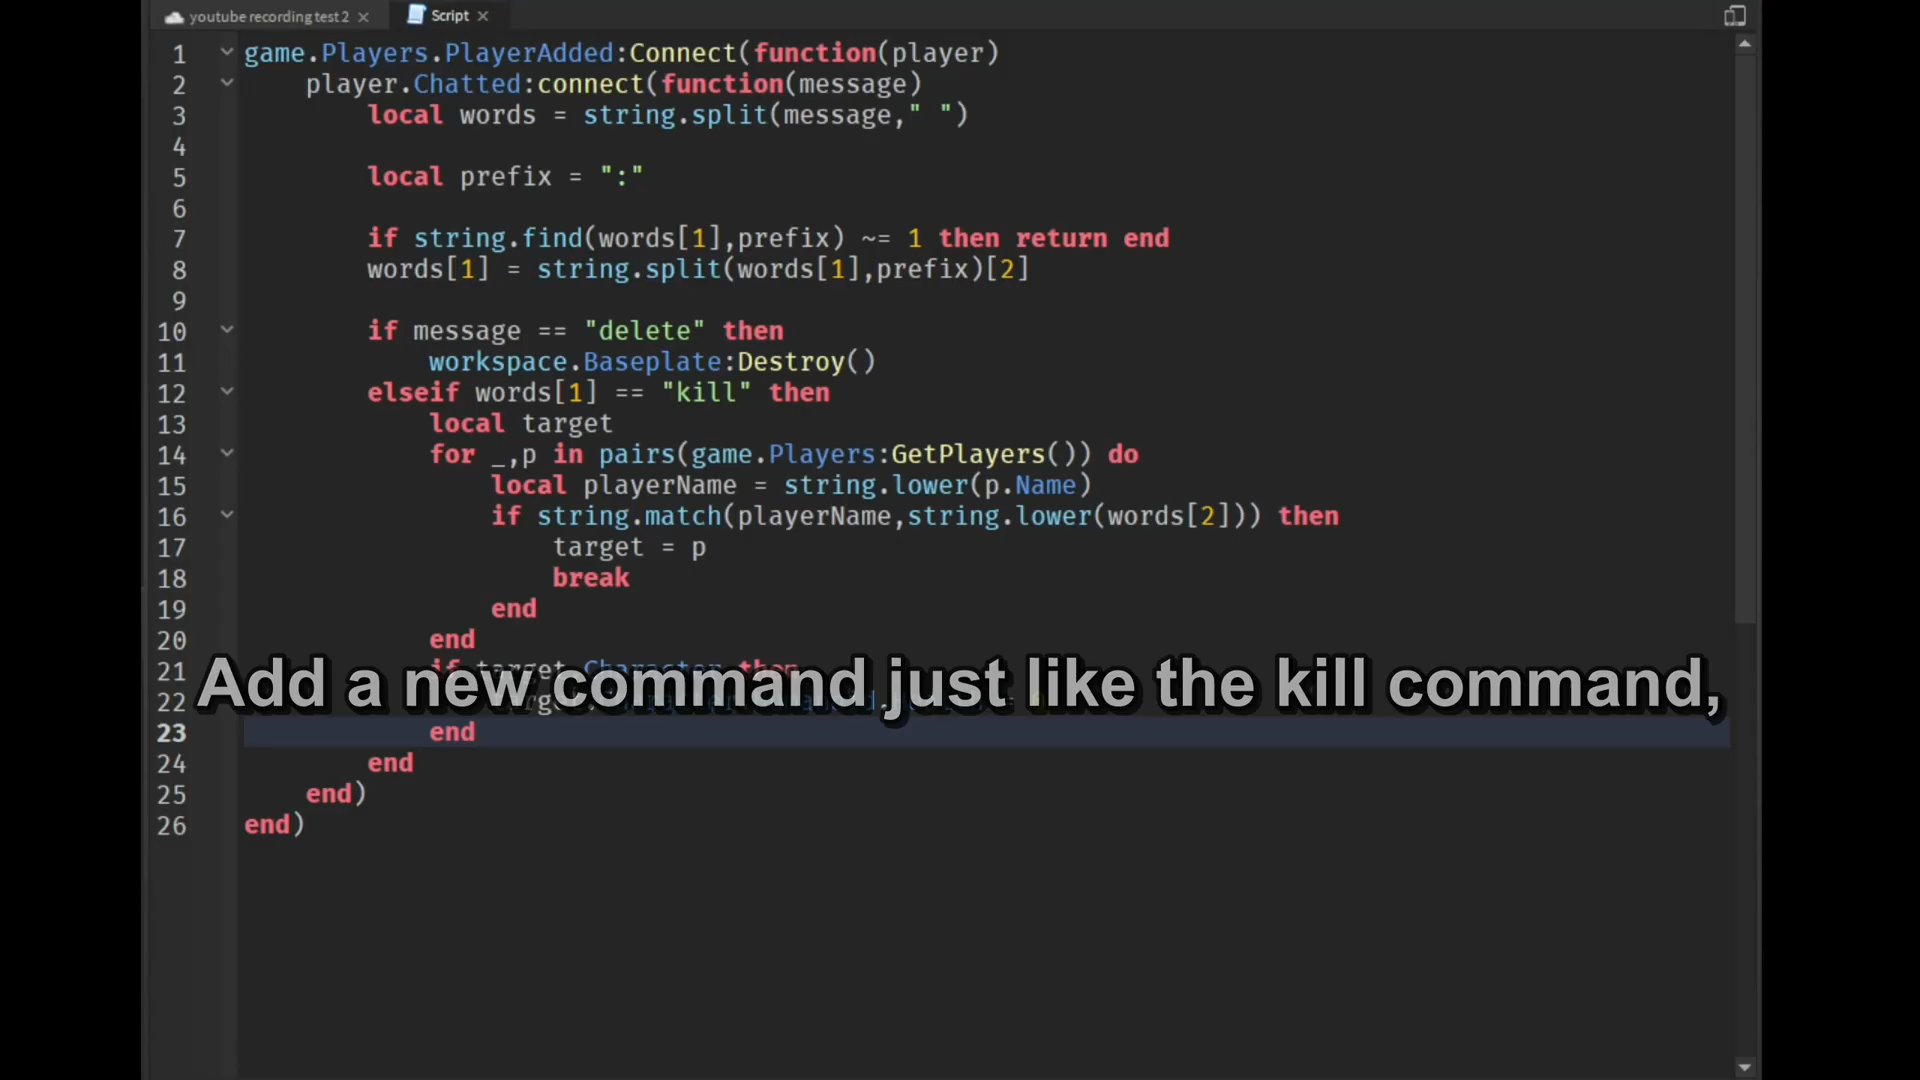 youtube recording test 2
Script
1 game.Players.PlayerAdded:Connect(function(player)
2 player.Chatted:connect(function(message)
3 local words = string.split(message," ")
4
5 local prefix = ":"
6
7 if string.find(words[1],prefix) ~= 1 then return end
8 words[1] = string.split(words[1],prefix)[2]
9
10 if message == "delete" then
11 workspace.Baseplate:Destroy()
12 elseif words[1] == "kill" then
13 local target
14 for _,p in pairs(game.Players:GetPlayers()) do
15 local playerName = string.lower(p.Name)
16 if string.match(playerName,string.lower(words[2])) then
17 target = p
18 break
19 end
20 end
21 if target.Character then
22
Add a new command just like the kill command,
23 end
24 end
25 end)
26 end)